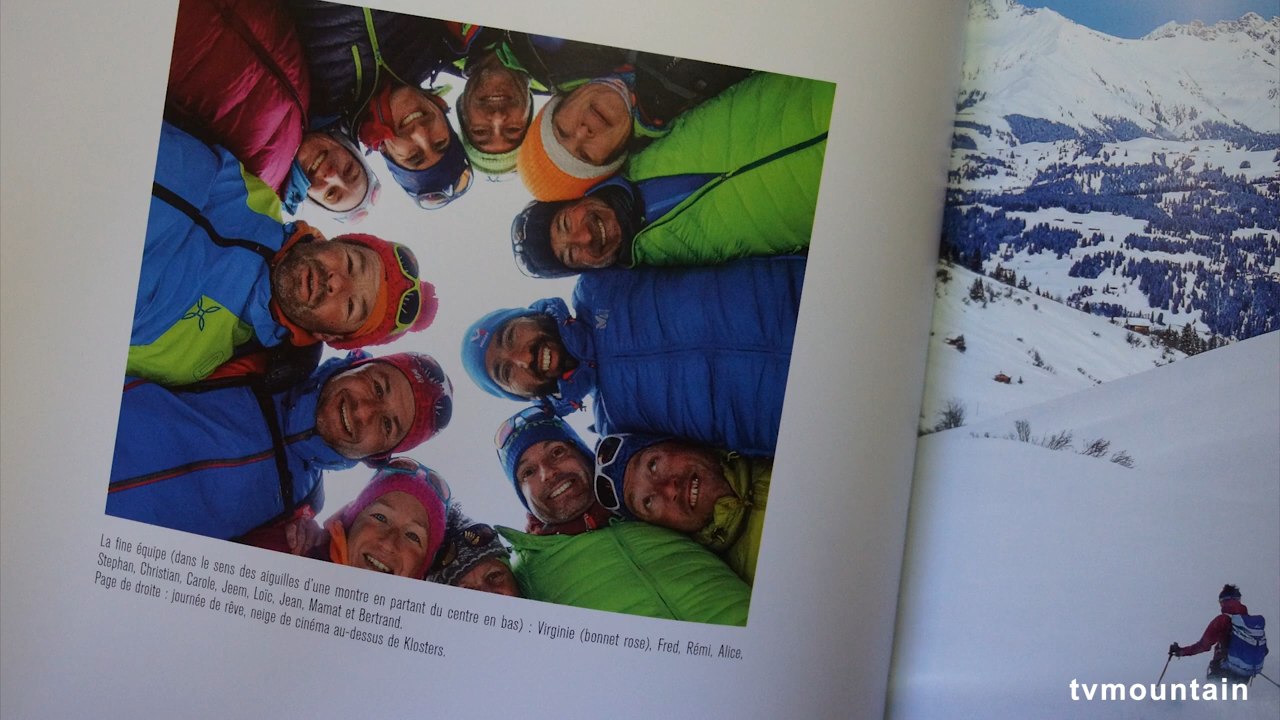 La fine équipe (dans le sens des aiguilles d'une montre en partant du centre en bas) : Virginie (bonnet rose), Fred, Rémi, Alice,
Stephan, Christian, Carole, Jeem, Loïc, Jean, Mamat et Bertrand.
Page de droite : journée de rêve, neige de cinéma au-dessus de Klosters.
tvmountain